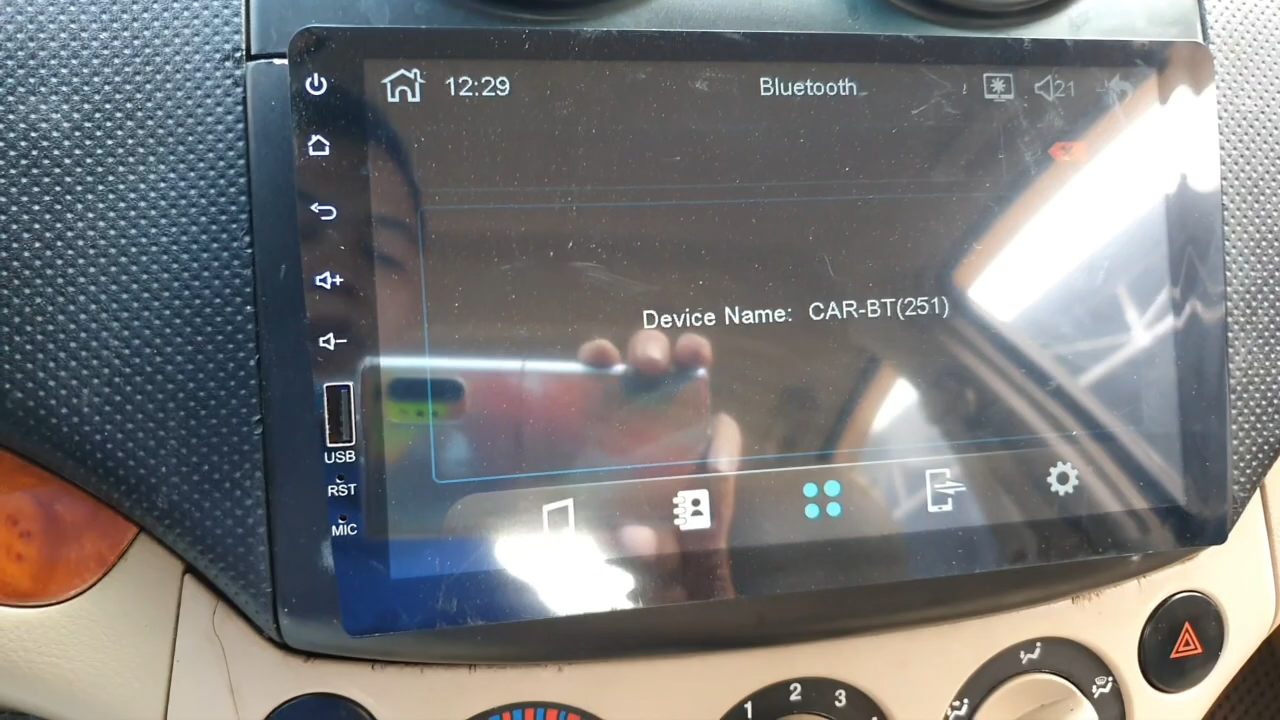 12:29
Bluetooth
21
Device Name: CAR-BT(251)
USB
RST
MIC
1 2 3